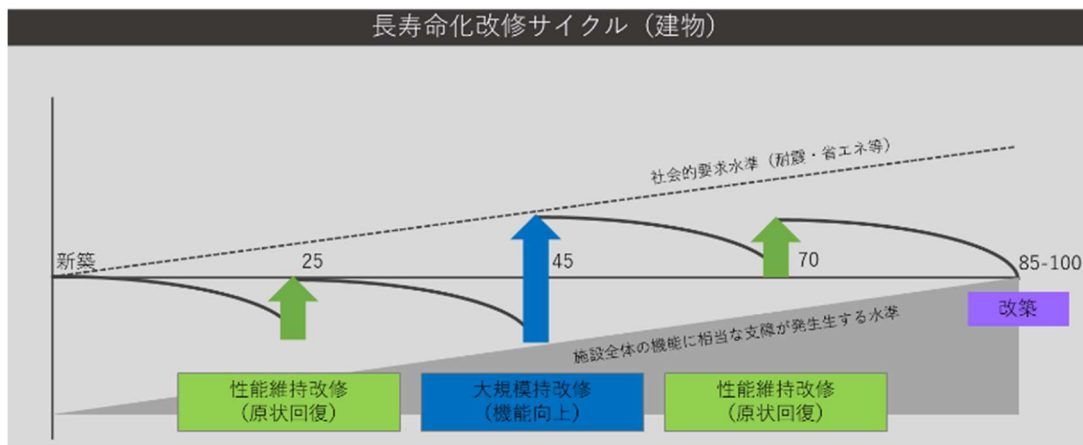 長寿命化改修サイクル（建物）
社会的要求水準（耐震・省エネ等）
新築
25
45
70
85-100
改築
施設全体の機能に相当な支障が発生生する水準
性能維持改修
（原状回復）
大規模持改修
（機能向上）
性能維持改修
（原状回復）